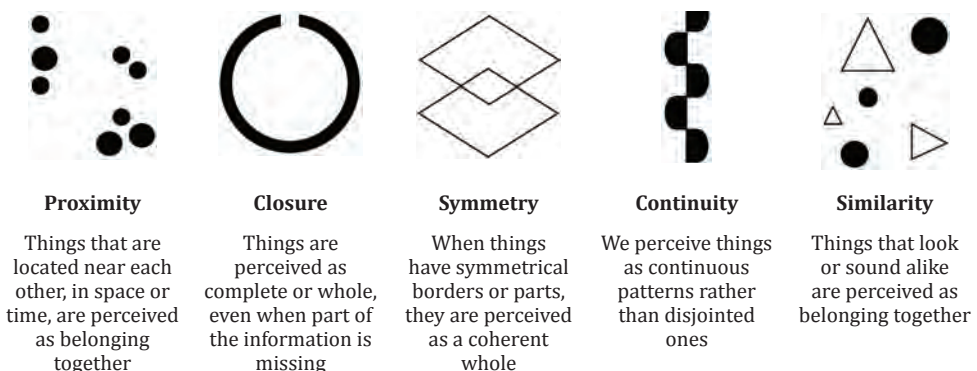 Proximity
Things that are
located near each
other, in space or
time, are perceived
as belonging
together
Closure
Things are
perceived as
complete or whole,
even when part of
the information is
missing
Symmetry
When things
have symmetrical
borders or parts,
they are perceived
as a coherent
whole
Continuity
We perceive things
as continuous
patterns rather
than disjointed
ones
Similarity
Things that look
or sound alike
are perceived as
belonging together